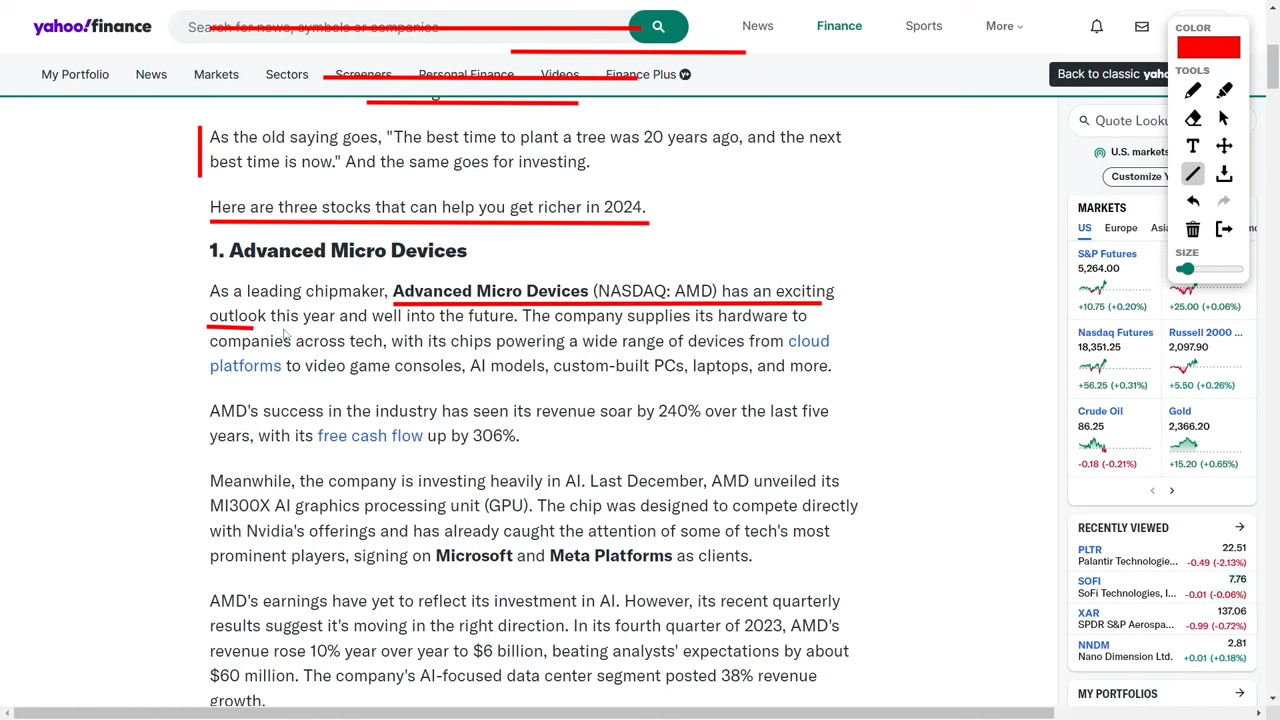 yahoo!finance
Search for news, symbols or companies
News
Finance
Sports
More
My Portfolio
News
Markets
Sectors
Screeners
Personal Finance
Videos
Finance Plus
Back to classic
As the old saying goes, "The best time to plant a tree was 20 years ago, and the next
best time is now." And the same goes for investing.
Here are three stocks that can help you get richer in 2024.
1. Advanced Micro Devices
As a leading chipmaker, Advanced Micro Devices (NASDAQ: AMD) has an exciting
outlook this year and well into the future. The company supplies its hardware to
companies across tech, with its chips powering a wide range of devices from cloud
platforms to video game consoles, AI models, custom-built PCs, laptops, and more.
AMD's success in the industry has seen its revenue soar by 240% over the last five
years, with its free cash flow up by 306%.
Meanwhile, the company is investing heavily in AI. Last December, AMD unveiled its
MI300X AI graphics processing unit (GPU). The chip was designed to compete directly
with Nvidia's offerings and has already caught the attention of some of tech's most
prominent players, signing on Microsoft and Meta Platforms as clients.
AMD's earnings have yet to reflect its investment in AI. However, its recent quarterly
results suggest it's moving in the right direction. In its fourth quarter of 2023, AMD's
revenue rose 10% year over year to $6 billion, beating analysts' expectations by about
$60 million. The company's AI-focused data center segment posted 38% revenue
growth.
COLOR
TOOLS
T
SIZE
Quote
U.S. markets
Customize
MARKETS
US
Europe
S&P Futures
5,264.00
+10.75 (+0.20%)
+25.00 (+0.06%)
Nasdaq Futures
18,351.25
+56.25 (+0.31%)
Russell 2000 ...
2,097.90
+5.50 (+0.26%)
Crude Oil
86.25
-0.18 (-0.21%)
Gold
2,366.20
+15.20 (+0.65%)
RECENTLY VIEWED
PLTR
22.51
Palantir Technologie...
-0.49 (-2.13%)
SOFI
7.76
SoFi Technologies, I...
-0.01 (-0.06%)
XAR
137.06
SPDR S&P Aerospa...
-0.99 (-0.72%)
NNDM
2.81
Nano Dimension Ltd.
+0.01 (+0.18%)
MY PORTFOLIOS